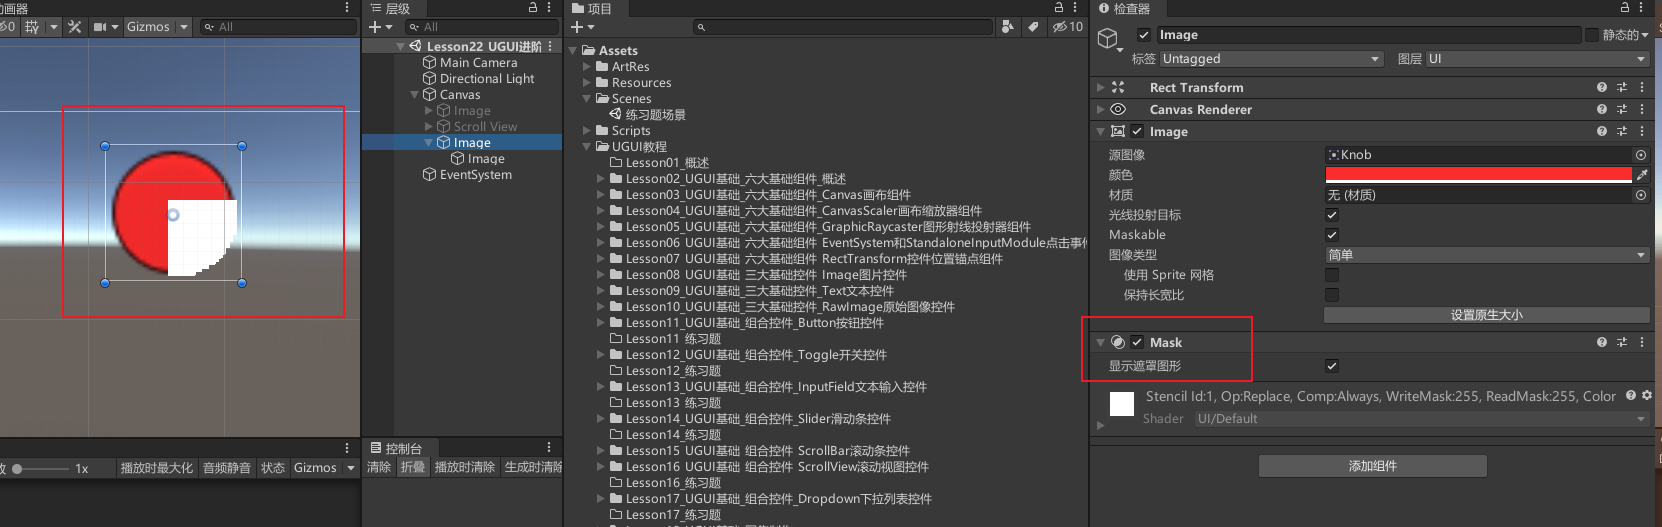 动画器
Gizmos
All
放
1x
播放时最大化 音频静音 状态 Gizmos
层级
All
Lesson22_UGUI进阶
Main Camera
Directional Light
Canvas
Image
Scroll View
Image
Image
EventSystem
控制台
清除 折叠 播放时清除 生成时清除
项目
10
Assets
ArtRes
Resources
Scenes
练习题场景
Scripts
UGUI教程
Lesson01_概述
Lesson02_UGUI基础_六大基础组件_概述
Lesson03_UGUI基础_六大基础组件_Canvas画布组件
Lesson04_UGUI基础_六大基础组件_CanvasScaler画布缩放器组件
Lesson05_UGUI基础_六大基础组件_GraphicRaycaster图形射线投射器组件
Lesson06_UGUI基础_六大基础组件_EventSystem和StandaloneInputModule点击事件
Lesson07_UGUI基础_六大基础组件_RectTransform控件位置锚点组件
Lesson08_UGUI基础_三大基础控件_Image图片控件
Lesson09_UGUI基础_三大基础控件_Text文本控件
Lesson10_UGUI基础_三大基础控件_RawImage原始图像控件
Lesson11_UGUI基础_组合控件_Button按钮控件
Lesson11_练习题
Lesson12_UGUI基础_组合控件_Toggle开关控件
Lesson12_练习题
Lesson13_UGUI基础_组合控件_InputField文本输入控件
Lesson13_练习题
Lesson14_UGUI基础_组合控件_Slider滑动条控件
Lesson14_练习题
Lesson15_UGUI基础_组合控件_ScrollBar滚动条控件
Lesson16_UGUI基础_组合控件_ScrollView滚动视图控件
Lesson16_练习题
Lesson17_UGUI基础_组合控件_Dropdown下拉列表控件
Lesson17_练习题
检查器
Image 静态的
标签 Untagged 图层 UI
Rect Transform
Canvas Renderer
Image
源图像 Knob
颜色
材质 无 (材质)
光线投射目标
Maskable
图像类型 简单
使用 Sprite 网格
保持长宽比
设置原生大小
Mask
显示遮罩图形
Stencil Id:1, Op:Replace, Comp:Always, WriteMask:255, ReadMask:255, Color
Shader UI/Default
添加组件